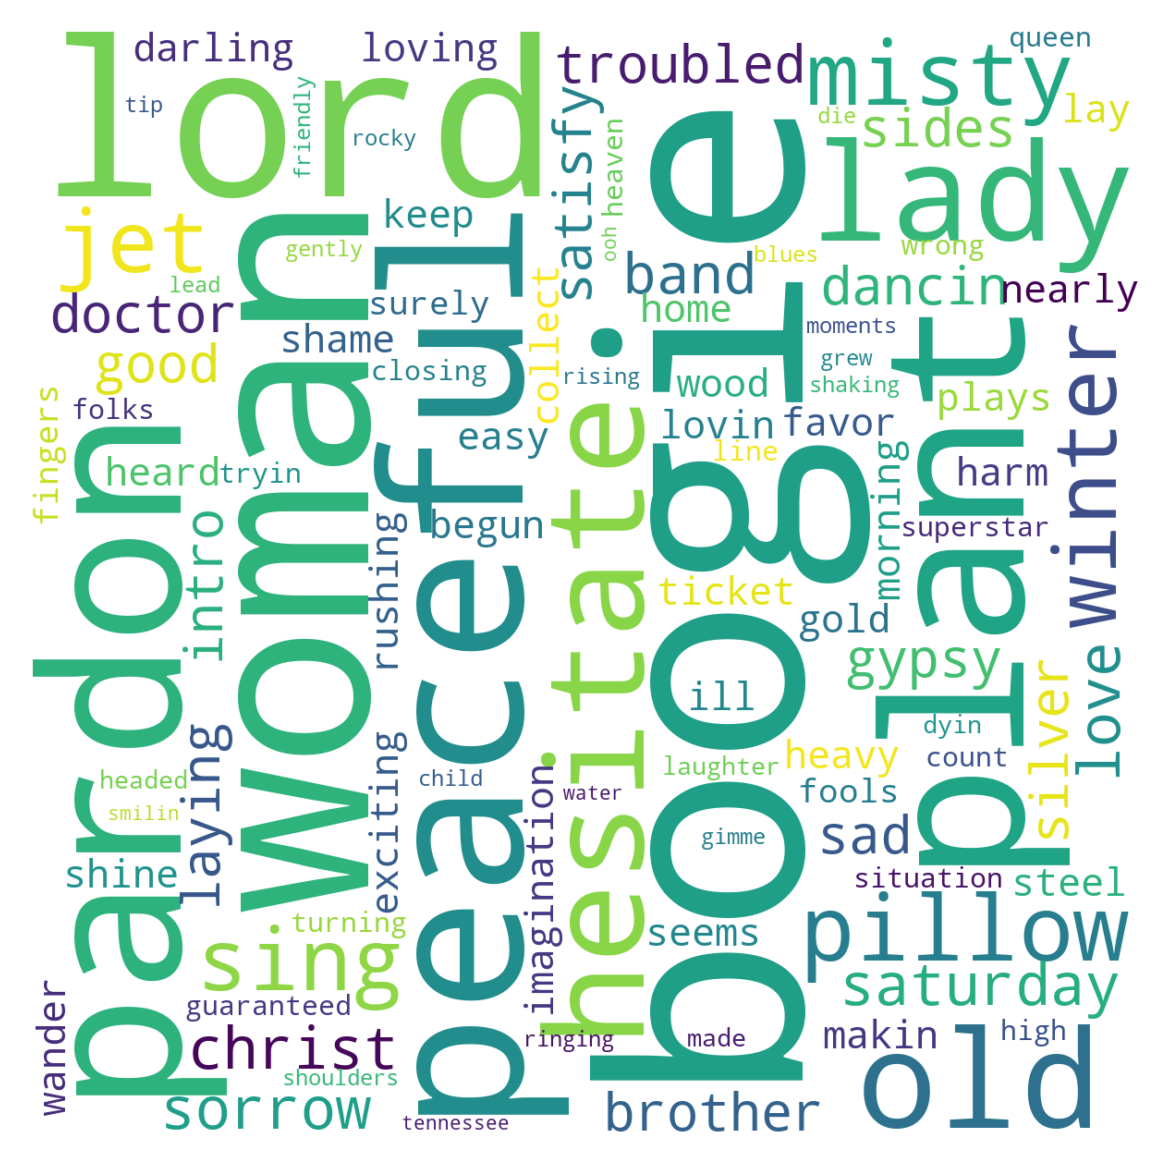 lord
darling
loving
troubled
misty
queen
tip
friendly
rocky
die
sides
lay
lady
jet
gently
lead
keep
satisfy
heaven
ooh
band
blues
wrong
dancin
nearly
doctor
shame
surely
collect
home
moments
good
closing
rising
wood
grew
shaking
plays
winter
folks
fingers
heard
tryin
easy
lovin
favor
line
harm
pardon
woman
peaceful
hesitate
boogie
plant
morning
superstar
intro
rushing
begun
ticket
gold
gypsy
love
ill
silver
laying
exciting
headed
smilin
child
imagination
water
laughter
heavy
dyin
count
fools
gimme
sad
shine
situation
steel
turning
sing
seems
pillow
saturday
wander
guaranteed
christ
shoulders
sorrow
ringing
tennessee
made
makin
high
old
brother